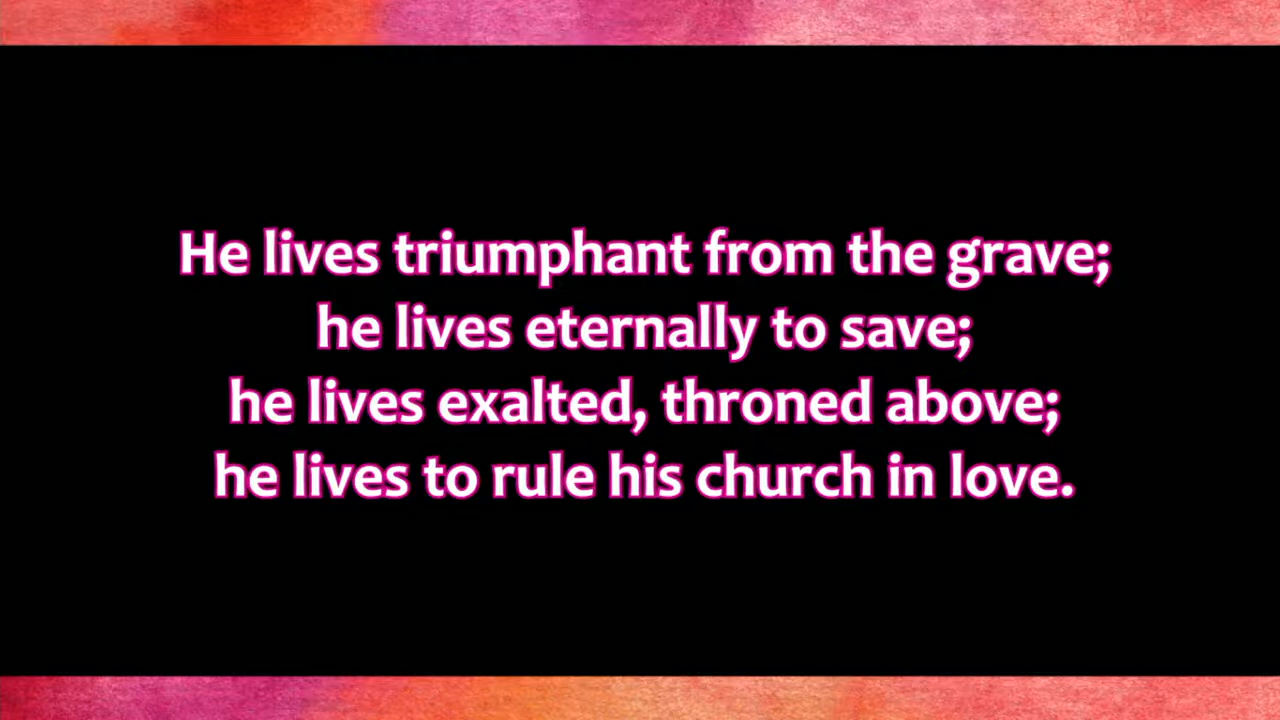 He lives triumphant from the grave;
he lives eternally to save;
he lives exalted, throned above;
he lives to rule his church in love.